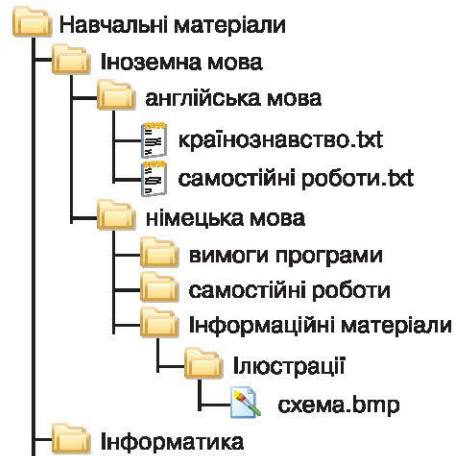 Навчальні матеріали
Іноземна мова
англійська мова
країнознавство.txt
самостійні роботи.txt
німецька мова
вимоги програми
самостійні роботи
Інформаційні матеріали
Ілюстрації
схема.bmp
Інформатика